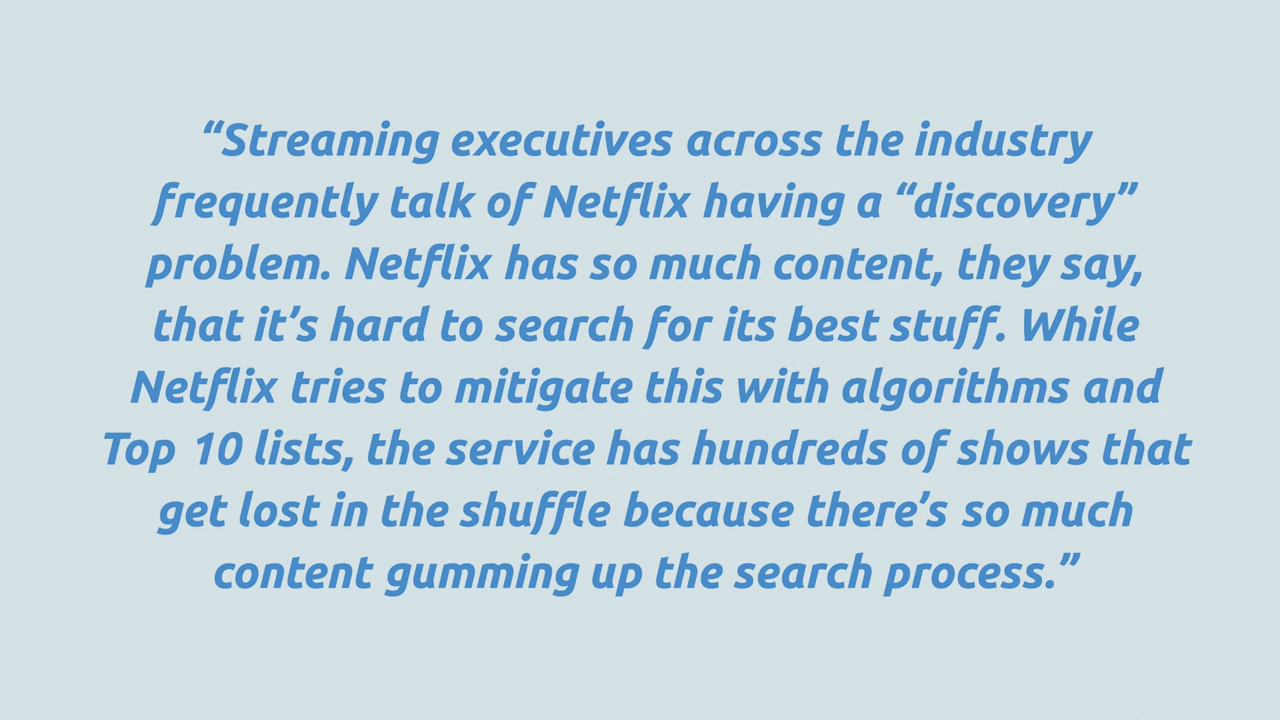 “Streaming executives across the industry
frequently talk of Netflix having a “discovery”
problem. Netflix has so much content, they say,
that it’s hard to search for its best stuff. While
Netflix tries to mitigate this with algorithms and
Top 10 lists, the service has hundreds of shows that
get lost in the shuffle because there’s so much
content gumming up the search process.”